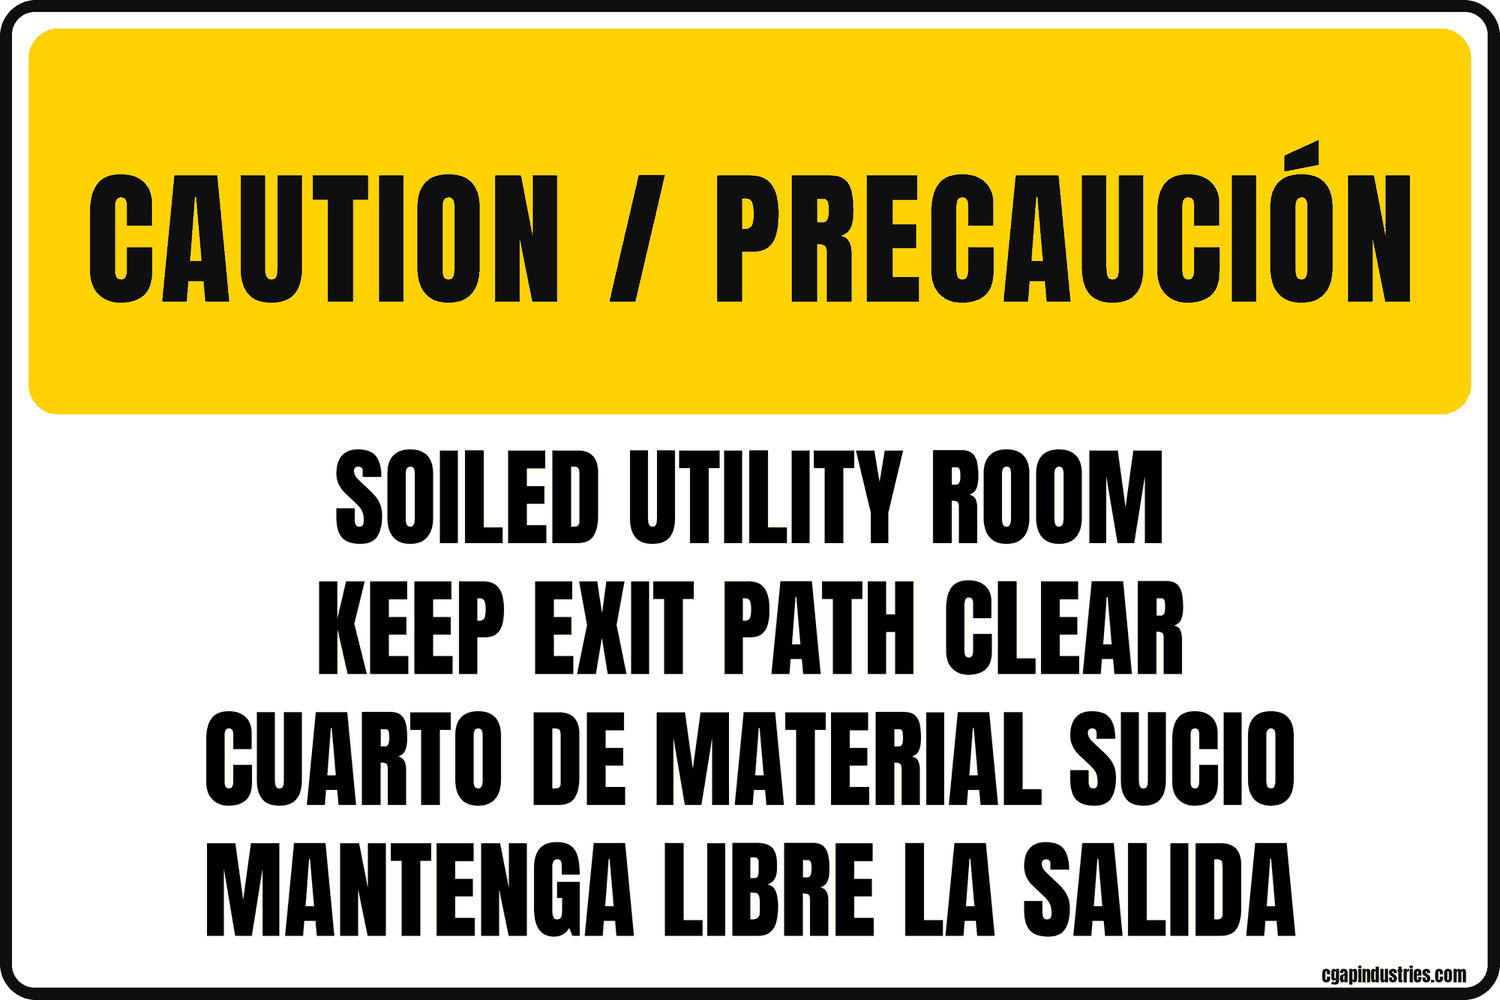 CAUTION / PRECAUCIÓN
SOILED UTILITY ROOM
KEEP EXIT PATH CLEAR
CUARTO DE MATERIAL SUCIO
MANTENGA LIBRE LA SALIDA
cgapindustries.com